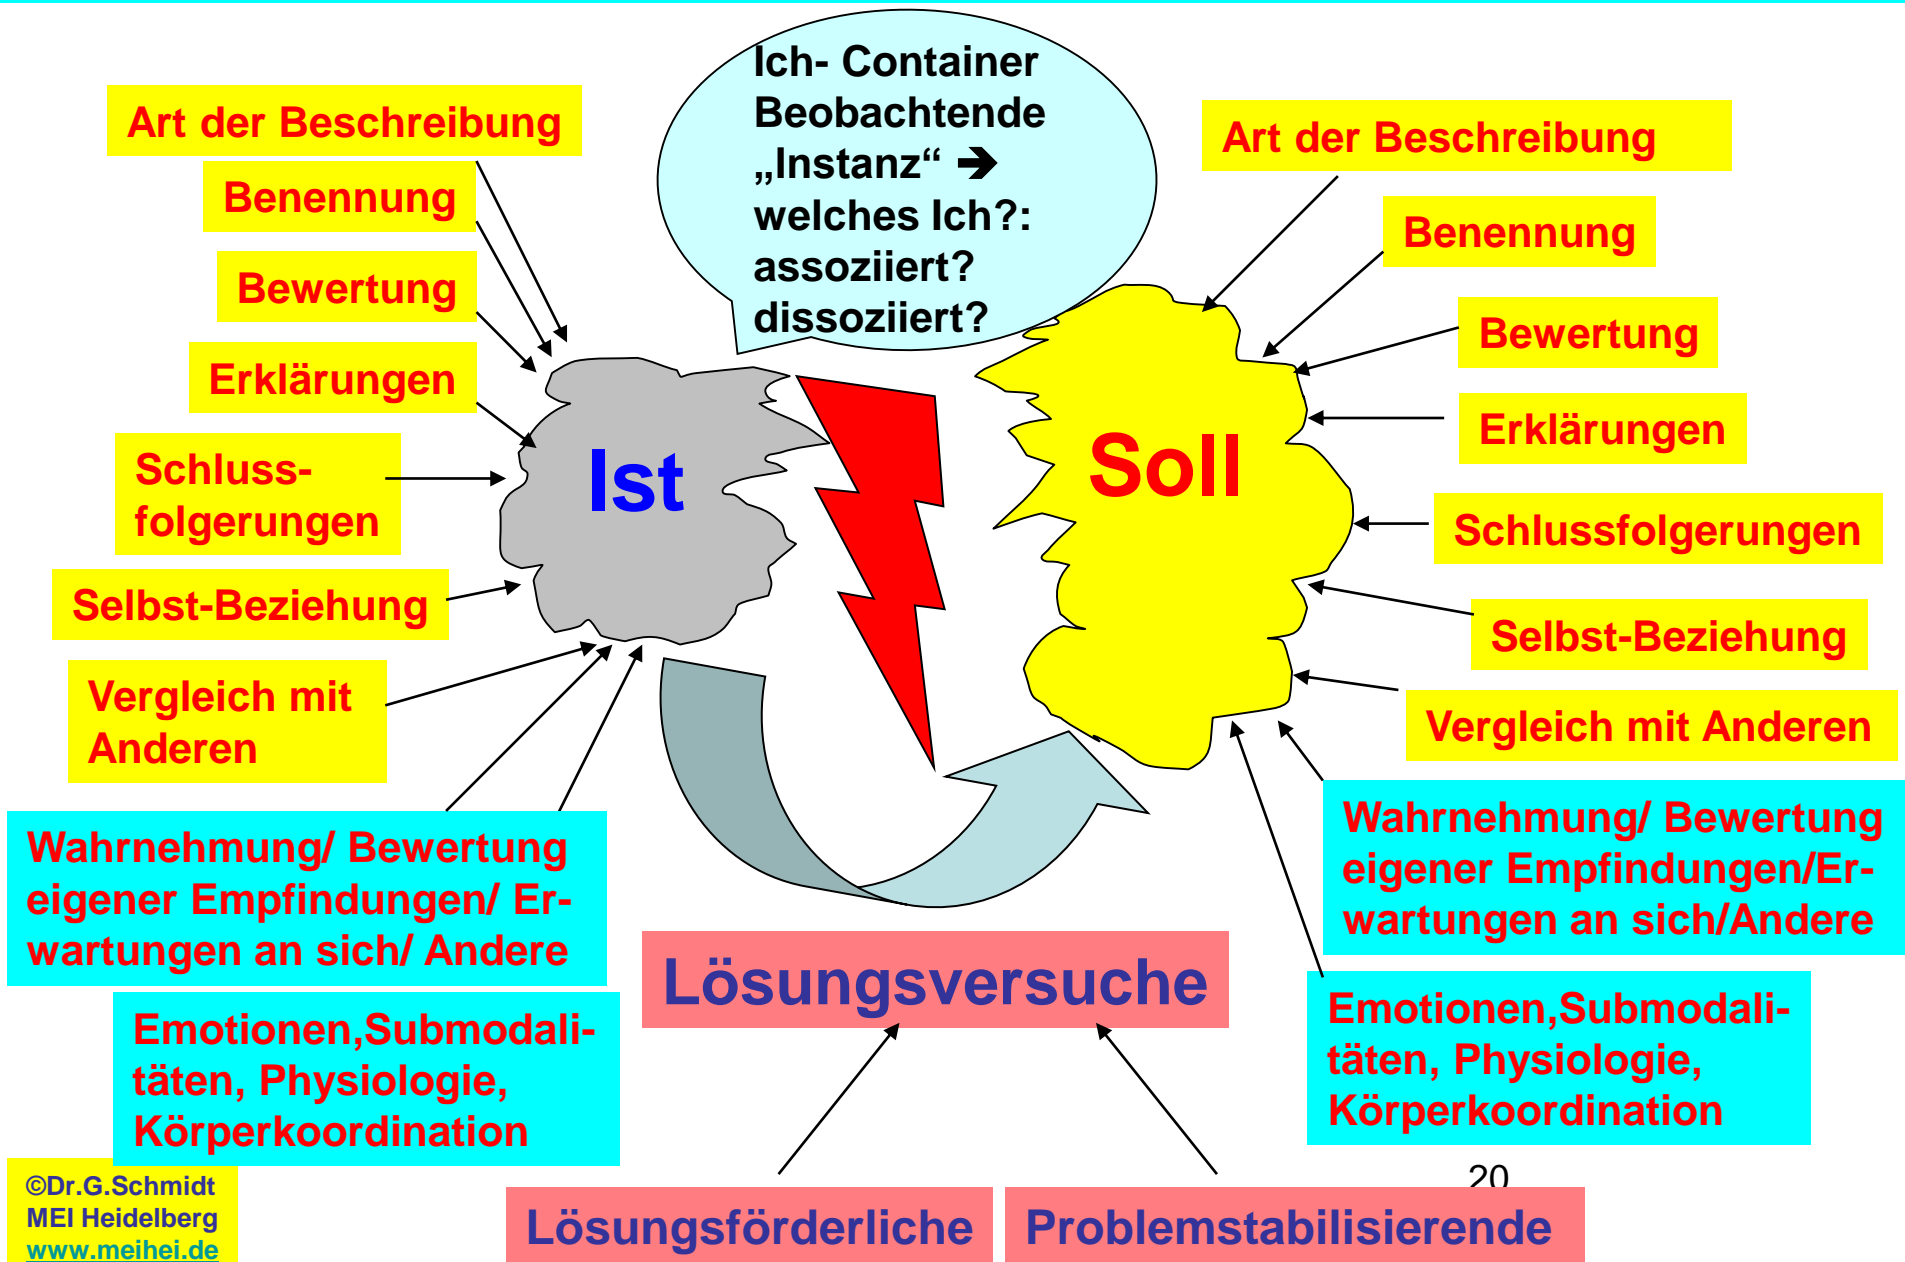 Ich- Container
Beobachtende
„Instanz“ ➔
welches Ich?:
assoziiert?
dissoziiert?
Art der Beschreibung
Benennung
Bewertung
Erklärungen
Schluss-
folgerungen
Selbst-Beziehung
Vergleich mit
Anderen
Wahrnehmung/ Bewertung
eigener Empfindungen/ Er-
wartungen an sich/ Andere
Emotionen,Submodali-
täten, Physiologie,
Körperkoordination
Ist
Soll
Art der Beschreibung
Benennung
Bewertung
Erklärungen
Schlussfolgerungen
Selbst-Beziehung
Vergleich mit Anderen
Wahrnehmung/ Bewertung
eigener Empfindungen/Er-
wartungen an sich/Andere
Emotionen,Submodali-
täten, Physiologie,
Körperkoordination
Lösungsversuche
Lösungsförderliche
Problemstabilisierende
20
©Dr.G.Schmidt
MEI Heidelberg
www.meihei.de